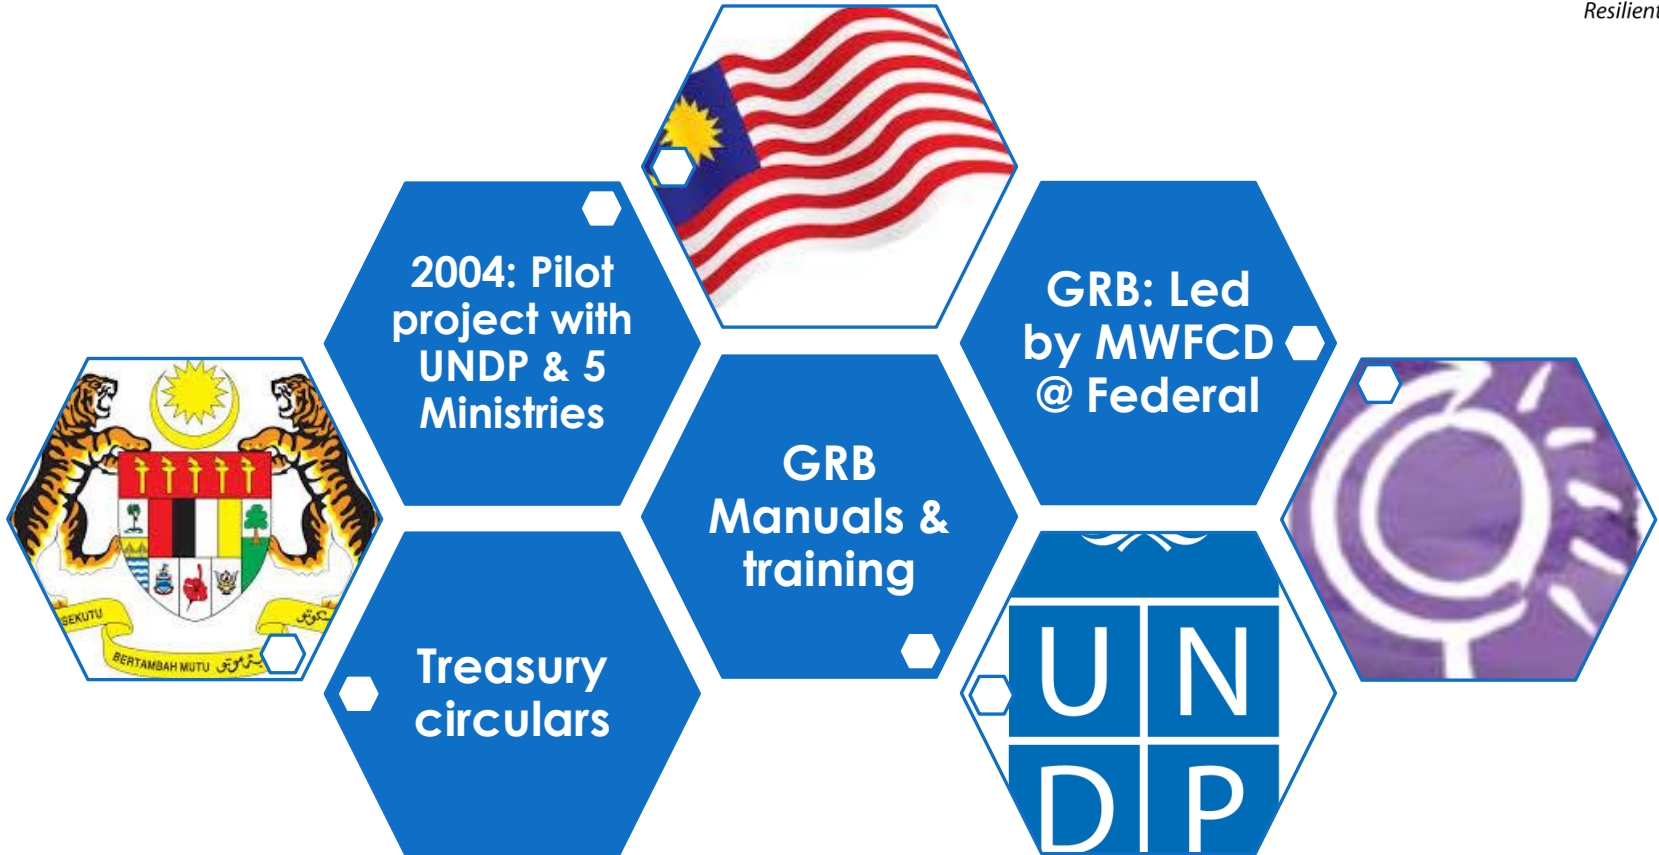 Resilient
2004: Pilot
project with
UNDP & 5
Ministries
GRB: Led
by MWFCD
@ Federal
GRB
Manuals &
training
Treasury
circulars
SEKUTU
BERTAMBAH MUTU
U N
D P